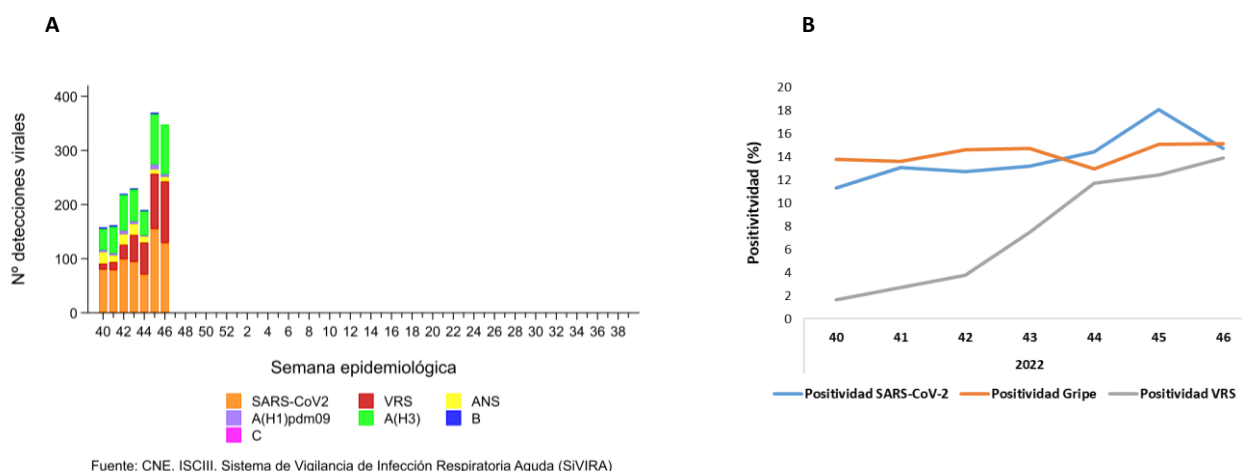 A
Nº detecciones virales
400
300
200
100
0
40 42 44 46 48 50 52 2 4 6 8 10 12 14 16 18 20 22 24 26 28 30 32 34 36 38
Semana epidemiológica
SARS-CoV2 VRS ANS
A(H1)pdm09 A(H3) B
C
Fuente: CNE. ISCIII. Sistema de Vigilancia de Infección Respiratoria Aguda (SiVIRA)
B
Positivitvidad (%)
20
18
16
14
12
10
8
6
4
2
0
40 41 42 43 44 45 46
2022
Positividad SARS-CoV-2 Positividad Gripe Positividad VRS